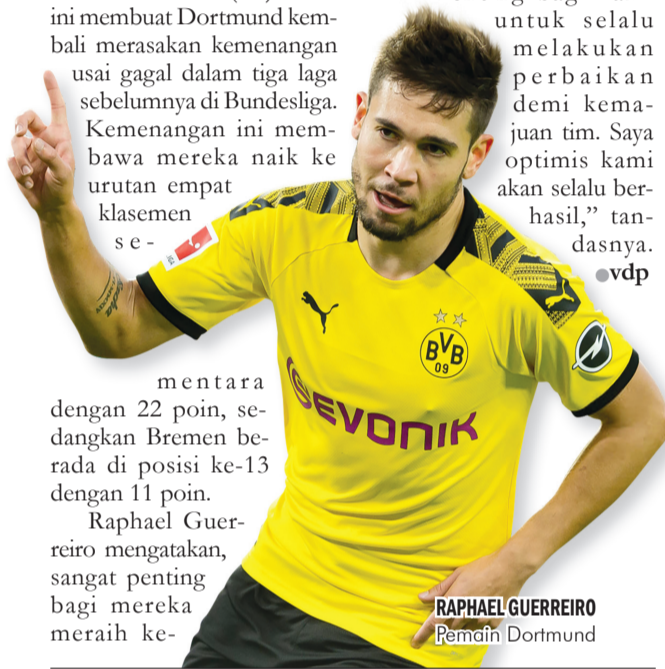 ini membuat Dortmund kem-
bali merasakan kemenangan
usai gagal dalam tiga laga
sebelumnya di Bundesliga.
Kemenangan ini mem-
bawa mereka naik ke
urutan empat
klasemen
se-
mentara
dengan 22 poin, se-
dangkan Bremen be-
rada di posisi ke-13
dengan 11 poin.
Raphael Guer-
reiro mengatakan,
sangat penting
bagi mereka
meraih ke-
untuk selalu
melakukan
perbaikan
demi kema-
juan tim. Saya
optimis kami
akan selalu ber-
hasil,” tan-
dasnya.
●vdp
BVB
09
EVONIK
RAPHAEL GUERREIRO
Pemain Dortmund